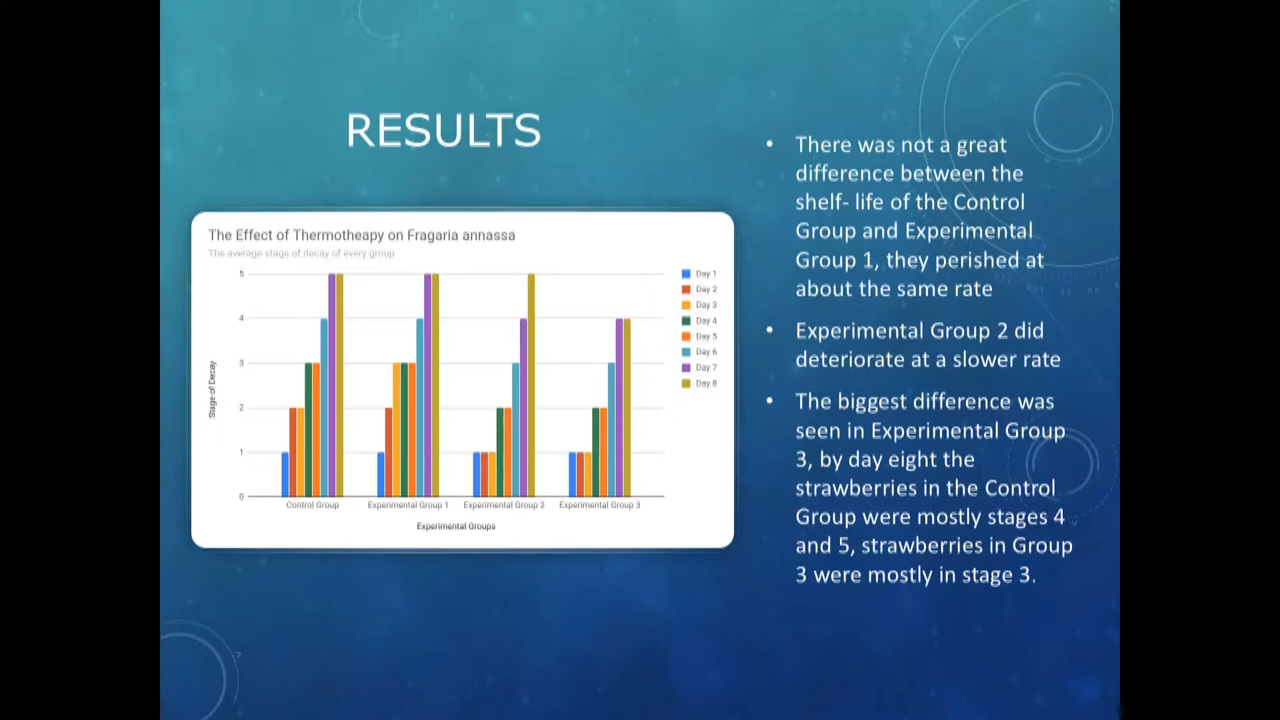 RESULTS
The Effect of Thermotheapy on Fragaria annassa
The average stage of decay of every group
5
4
3
2
1
0
Stage of Decay
Control Group
Experimental Group 1
Experimental Group 2
Experimental Group 3
Experimental Groups
Day 1
Day 2
Day 3
Day 4
Day 5
Day 6
Day 7
Day 8
• There was not a great
difference between the
shelf- life of the Control
Group and Experimental
Group 1, they perished at
about the same rate
• Experimental Group 2 did
deteriorate at a slower rate
• The biggest difference was
seen in Experimental Group
3, by day eight the
strawberries in the Control
Group were mostly stages 4
and 5, strawberries in Group
3 were mostly in stage 3.